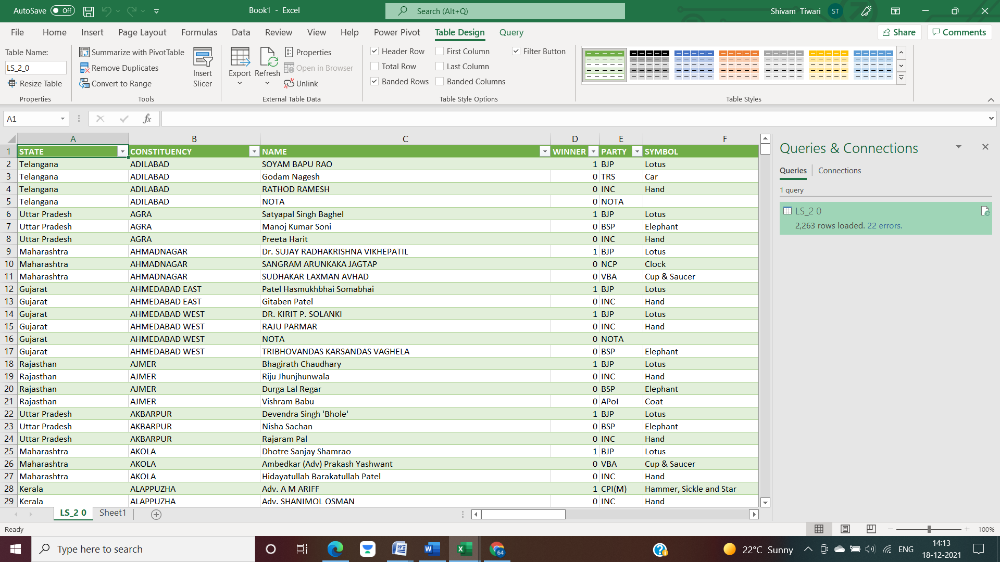 AutoSave Off Book1 - Excel Search (Alt+Q) Shivam Tiwari ST
File Home Insert Page Layout Formulas Data Review View Help Power Pivot Table Design Query Share Comments
Table Name:
LS_2_0
Resize Table
Properties
Summarize with PivotTable
Remove Duplicates
Convert to Range
Tools
Insert Slicer
Export Refresh
Properties
Open in Browser
Unlink
External Table Data
Header Row First Column Filter Button
Total Row Last Column
Banded Rows Banded Columns
Table Style Options
Table Styles
A1 fx
A B C D E F
1 STATE CONSTITUENCY NAME WINNER PARTY SYMBOL
2 Telangana ADILABAD SOYAM BAPU RAO 1 BJP Lotus
3 Telangana ADILABAD Godam Nagesh 0 TRS Car
4 Telangana ADILABAD RATHOD RAMESH 0 INC Hand
5 Telangana ADILABAD NOTA 0 NOTA
6 Uttar Pradesh AGRA Satyapal Singh Baghel 1 BJP Lotus
7 Uttar Pradesh AGRA Manoj Kumar Soni 0 BSP Elephant
8 Uttar Pradesh AGRA Preeta Harit 0 INC Hand
9 Maharashtra AHMADNAGAR Dr. SUJAY RADHAKRISHNA VIKHEPATIL 1 BJP Lotus
10 Maharashtra AHMADNAGAR SANGRAM ARUNKAKA JAGTAP 0 NCP Clock
11 Maharashtra AHMADNAGAR SUDHAKAR LAXMAN AVHAD 0 VBA Cup & Saucer
12 Gujarat AHMEDABAD EAST Patel Hasmukhbhai Somabhai 1 BJP Lotus
13 Gujarat AHMEDABAD EAST Gitaben Patel 0 INC Hand
14 Gujarat AHMEDABAD WEST DR. KIRIT P. SOLANKI 1 BJP Lotus
15 Gujarat AHMEDABAD WEST RAJU PARMAR 0 INC Hand
16 Gujarat AHMEDABAD WEST NOTA 0 NOTA
17 Gujarat AHMEDABAD WEST TRIBHOVANDAS KARSANDAS VAGHELA 0 BSP Elephant
18 Rajasthan AJMER Bhagirath Chaudhary 1 BJP Lotus
19 Rajasthan AJMER Riju Jhunjhunwala 0 INC Hand
20 Rajasthan AJMER Durga Lal Regar 0 BSP Elephant
21 Rajasthan AJMER Vishram Babu 0 APoI Coat
22 Uttar Pradesh AKBARPUR Devendra Singh 'Bhole' 1 BJP Lotus
23 Uttar Pradesh AKBARPUR Nisha Sachan 0 BSP Elephant
24 Uttar Pradesh AKBARPUR Rajaram Pal 0 INC Hand
25 Maharashtra AKOLA Dhotre Sanjay Shamrao 1 BJP Lotus
26 Maharashtra AKOLA Ambedkar (Adv) Prakash Yashwant 0 VBA Cup & Saucer
27 Maharashtra AKOLA Hidayatullah Barakatullah Patel 0 INC Hand
28 Kerala ALAPPUZHA Adv. A M ARIFF 1 CPI(M) Hammer, Sickle and Star
29 Kerala ALAPPUZHA Adv. SHANIMOL OSMAN 0 INC Hand
Queries & Connections
Queries Connections
1 query
LS_2 0
2,263 rows loaded. 22 errors.
LS_2 0 Sheet1
Ready 100%
Type here to search 64 22°C Sunny ENG 14:13
18-12-2021